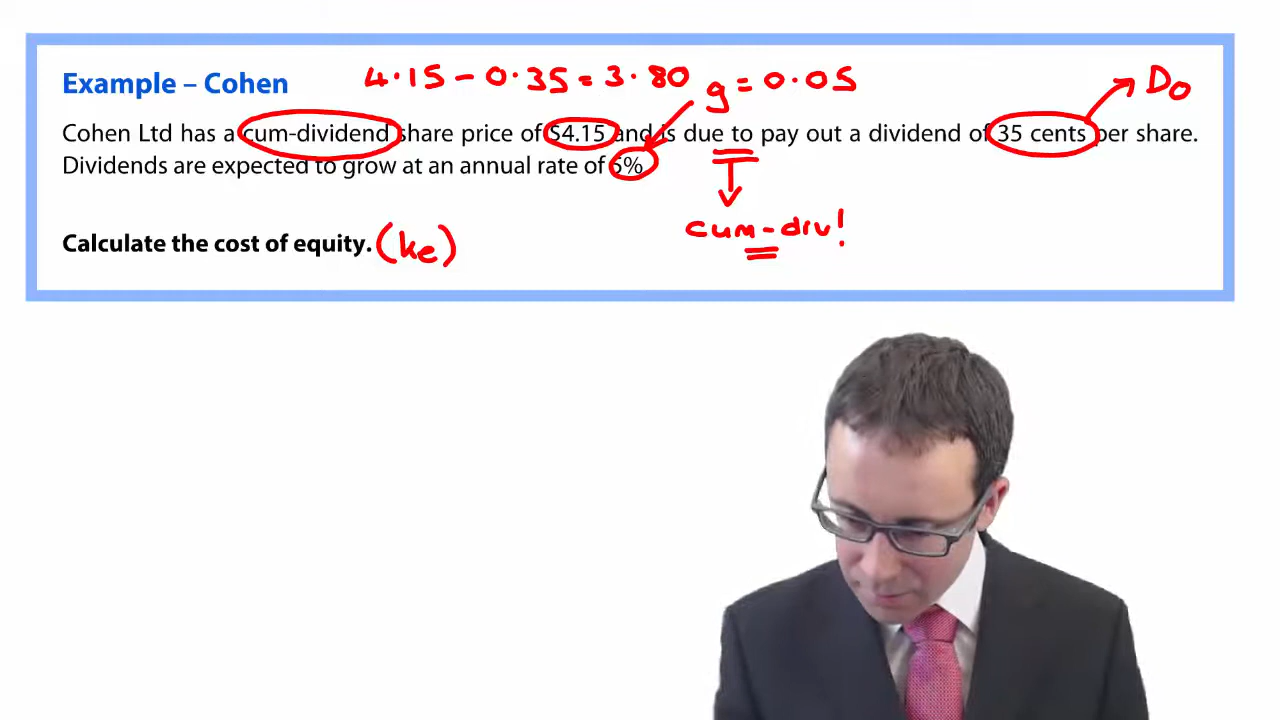 Example – Cohen
4.15 - 0.35 = 3.80
g = 0.05
D0
Cohen Ltd has a cum-dividend share price of $4.15 and is due to pay out a dividend of 35 cents per share.
Dividends are expected to grow at an annual rate of 5%
cum-div!
Calculate the cost of equity. (ke)